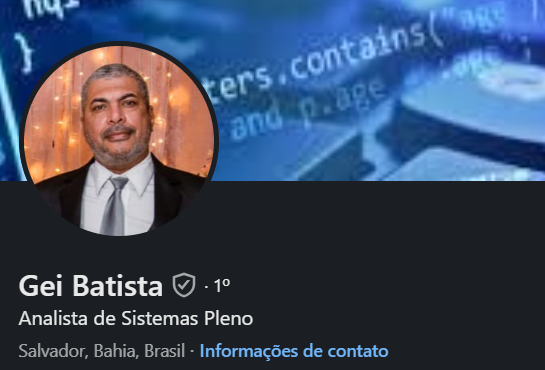 }
ters.contains("age
and p.age
Gei Batista · 1º
Analista de Sistemas Pleno
Salvador, Bahia, Brasil · Informações de contato